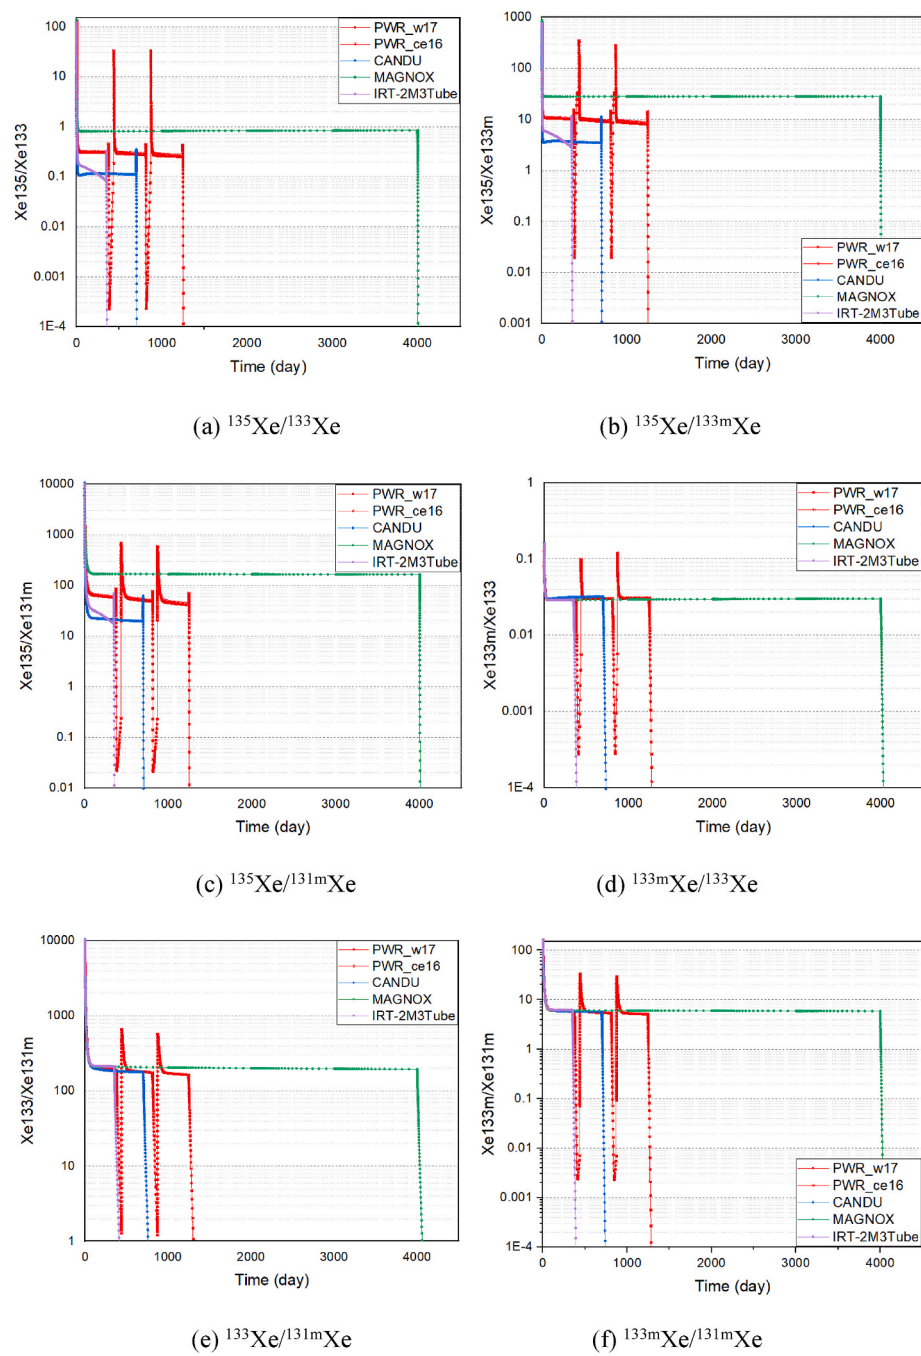 100
10
1
0.1
0.01
0.001
1E-4
Xe135/Xe133
0
1000
2000
3000
4000
Time (day)
PWR_w17
PWR_ce16
CANDU
MAGNOX
IRT-2M3Tube
(a) ¹³⁵Xe/¹³³Xe
1000
100
10
1
0.1
0.01
0.001
Xe135/Xe133m
0
1000
2000
3000
4000
Time (day)
PWR_w17
PWR_ce16
CANDU
MAGNOX
IRT-2M3Tube
(b) ¹³⁵Xe/¹³³ᵐXe
10000
1000
100
10
1
0.1
0.01
Xe135/Xe131m
0
1000
2000
3000
4000
Time (day)
PWR_w17
PWR_ce16
CANDU
MAGNOX
IRT-2M3Tube
(c) ¹³⁵Xe/¹³¹ᵐXe
1
0.1
0.01
0.001
1E-4
Xe133m/Xe133
0
1000
2000
3000
4000
Time (day)
PWR_w17
PWR_ce16
CANDU
MAGNOX
IRT-2M3Tube
(d) ¹³³ᵐXe/¹³³Xe
10000
1000
100
10
1
Xe133/Xe131m
0
1000
2000
3000
4000
Time (day)
PWR_w17
PWR_ce16
CANDU
MAGNOX
IRT-2M3Tube
(e) ¹³³Xe/¹³¹ᵐXe
100
10
1
0.1
0.01
0.001
1E-4
Xe133m/Xe131m
0
1000
2000
3000
4000
Time (day)
PWR_w17
PWR_ce16
CANDU
MAGNOX
IRT-2M3Tube
(f) ¹³³ᵐXe/¹³¹ᵐXe